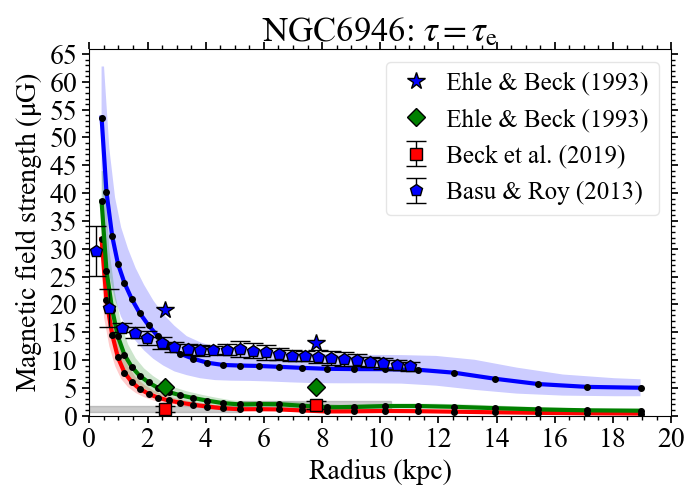 NGC6946: τ = τe
Magnetic field strength (μG)
65
60
55
50
45
40
35
30
25
20
15
10
5
0
Ehle & Beck (1993)
Ehle & Beck (1993)
Beck et al. (2019)
Basu & Roy (2013)
0 2 4 6 8 10 12 14 16 18 20
Radius (kpc)